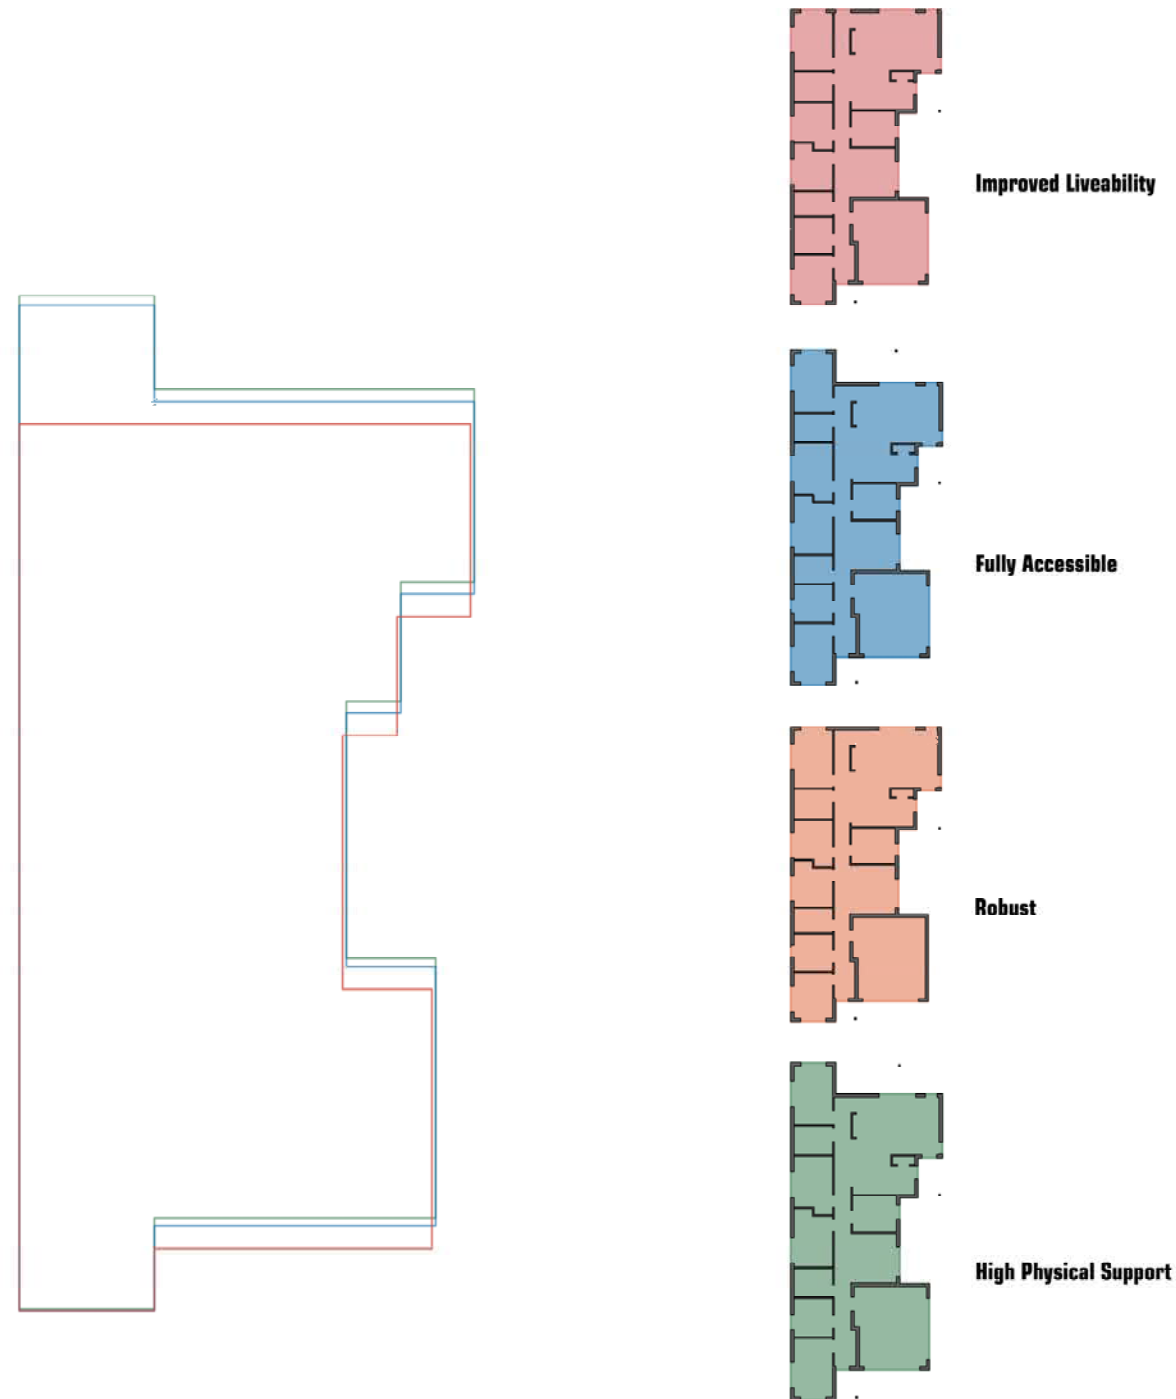 Improved Liveability
Fully Accessible
Robust
High Physical Support